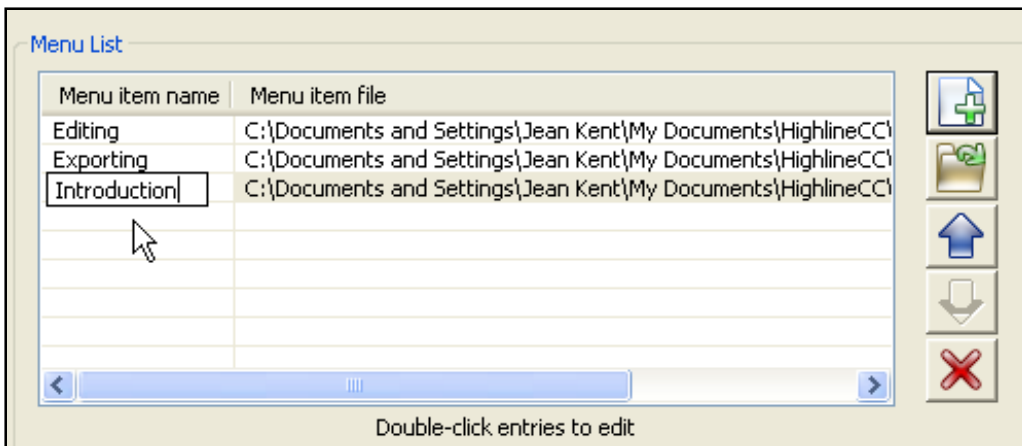 Menu List
Menu item name Menu item file
Editing C:\Documents and Settings\Jean Kent\My Documents\HighlineCC\
Exporting C:\Documents and Settings\Jean Kent\My Documents\HighlineCC\
Introduction C:\Documents and Settings\Jean Kent\My Documents\HighlineCC\
Double-click entries to edit